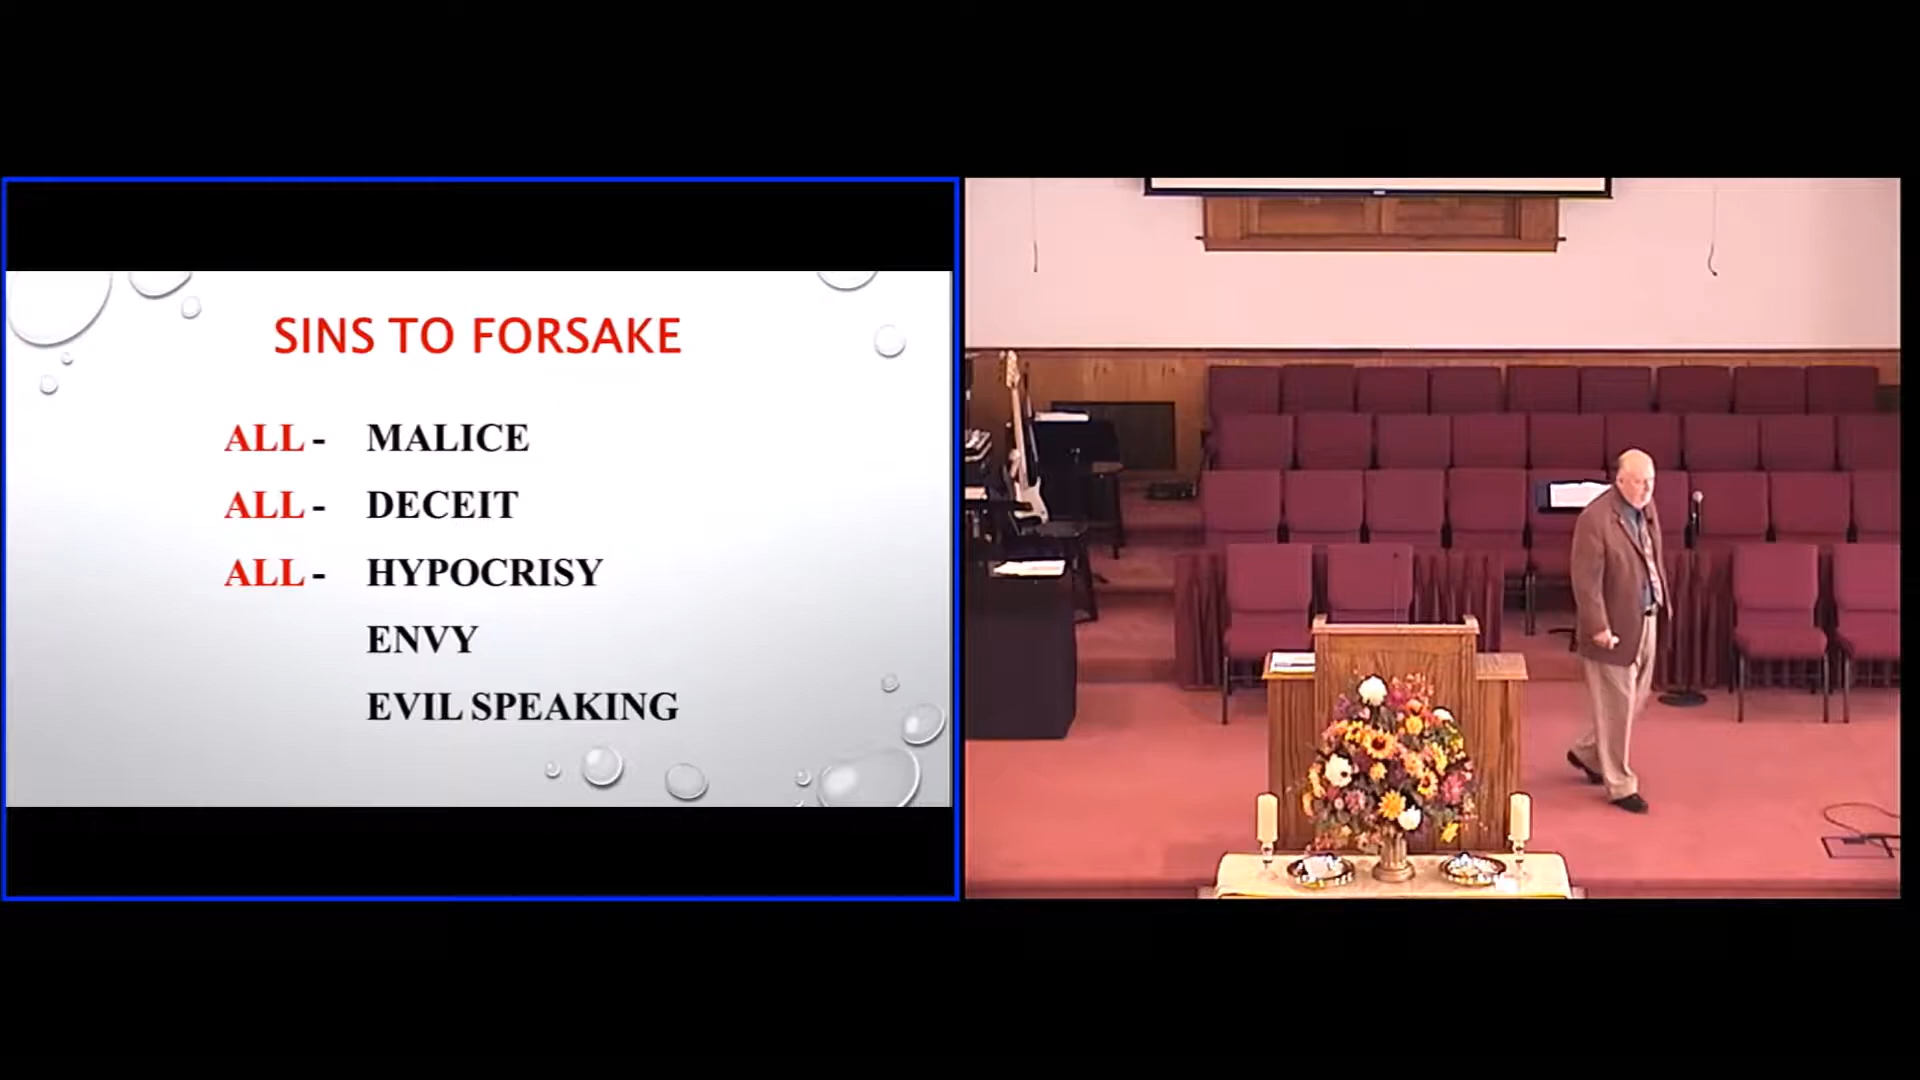 SINS TO FORSAKE
ALL - MALICE
ALL - DECEIT
ALL - HYPOCRISY
ENVY
EVIL SPEAKING